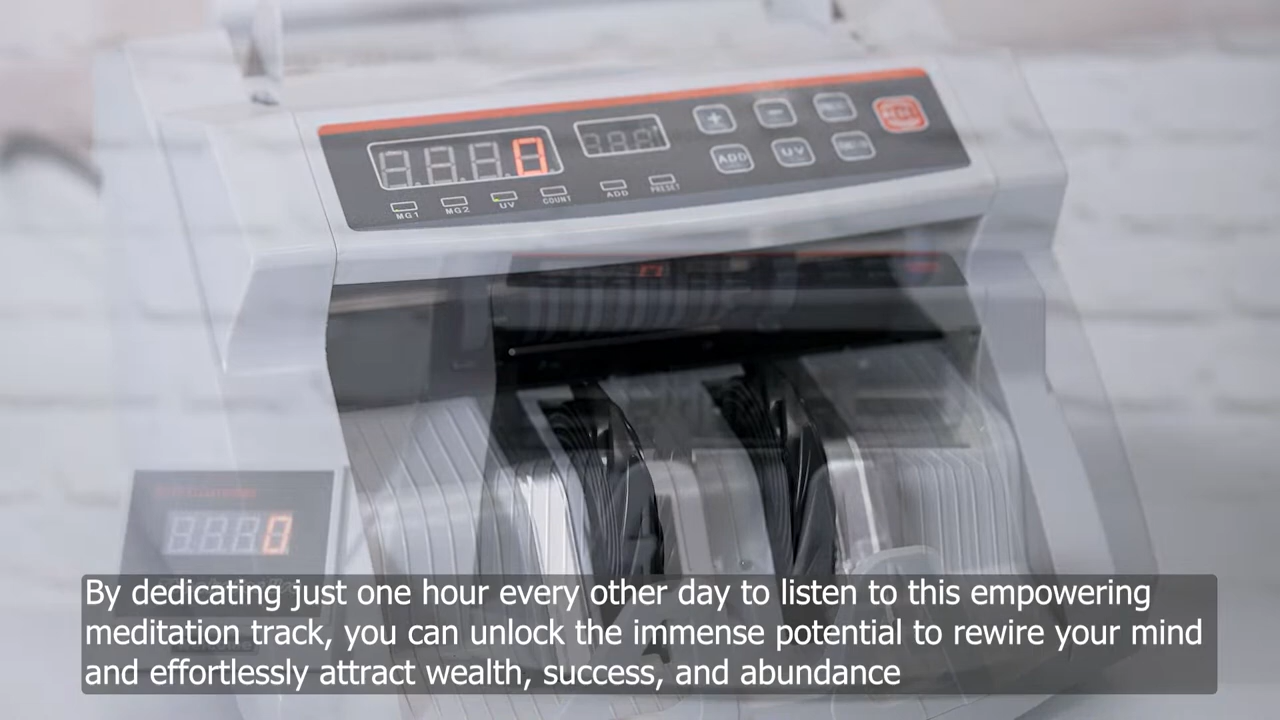 0
+
-
ADD
UV
MG1
MG2
UV
COUNT
ADD
PRESET
0
By dedicating just one hour every other day to listen to this empowering
meditation track, you can unlock the immense potential to rewire your mind
and effortlessly attract wealth, success, and abundance